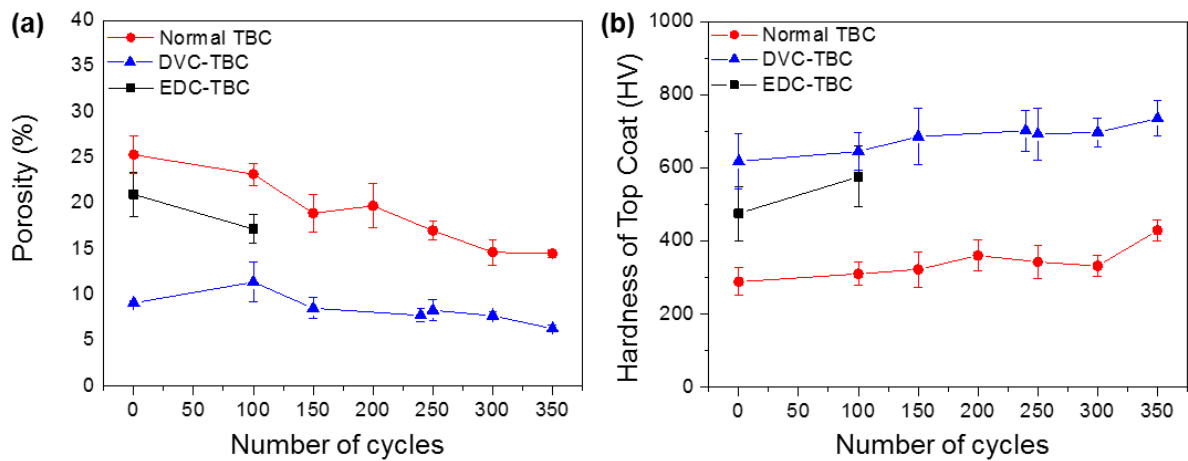 (a)
Normal TBC
DVC-TBC
EDC-TBC
40
35
30
25
20
15
10
5
0
Porosity (%)
0 50 100 150 200 250 300 350
Number of cycles
(b)
Normal TBC
DVC-TBC
EDC-TBC
1000
800
600
400
200
0
Hardness of Top Coat (HV)
0 50 100 150 200 250 300 350
Number of cycles